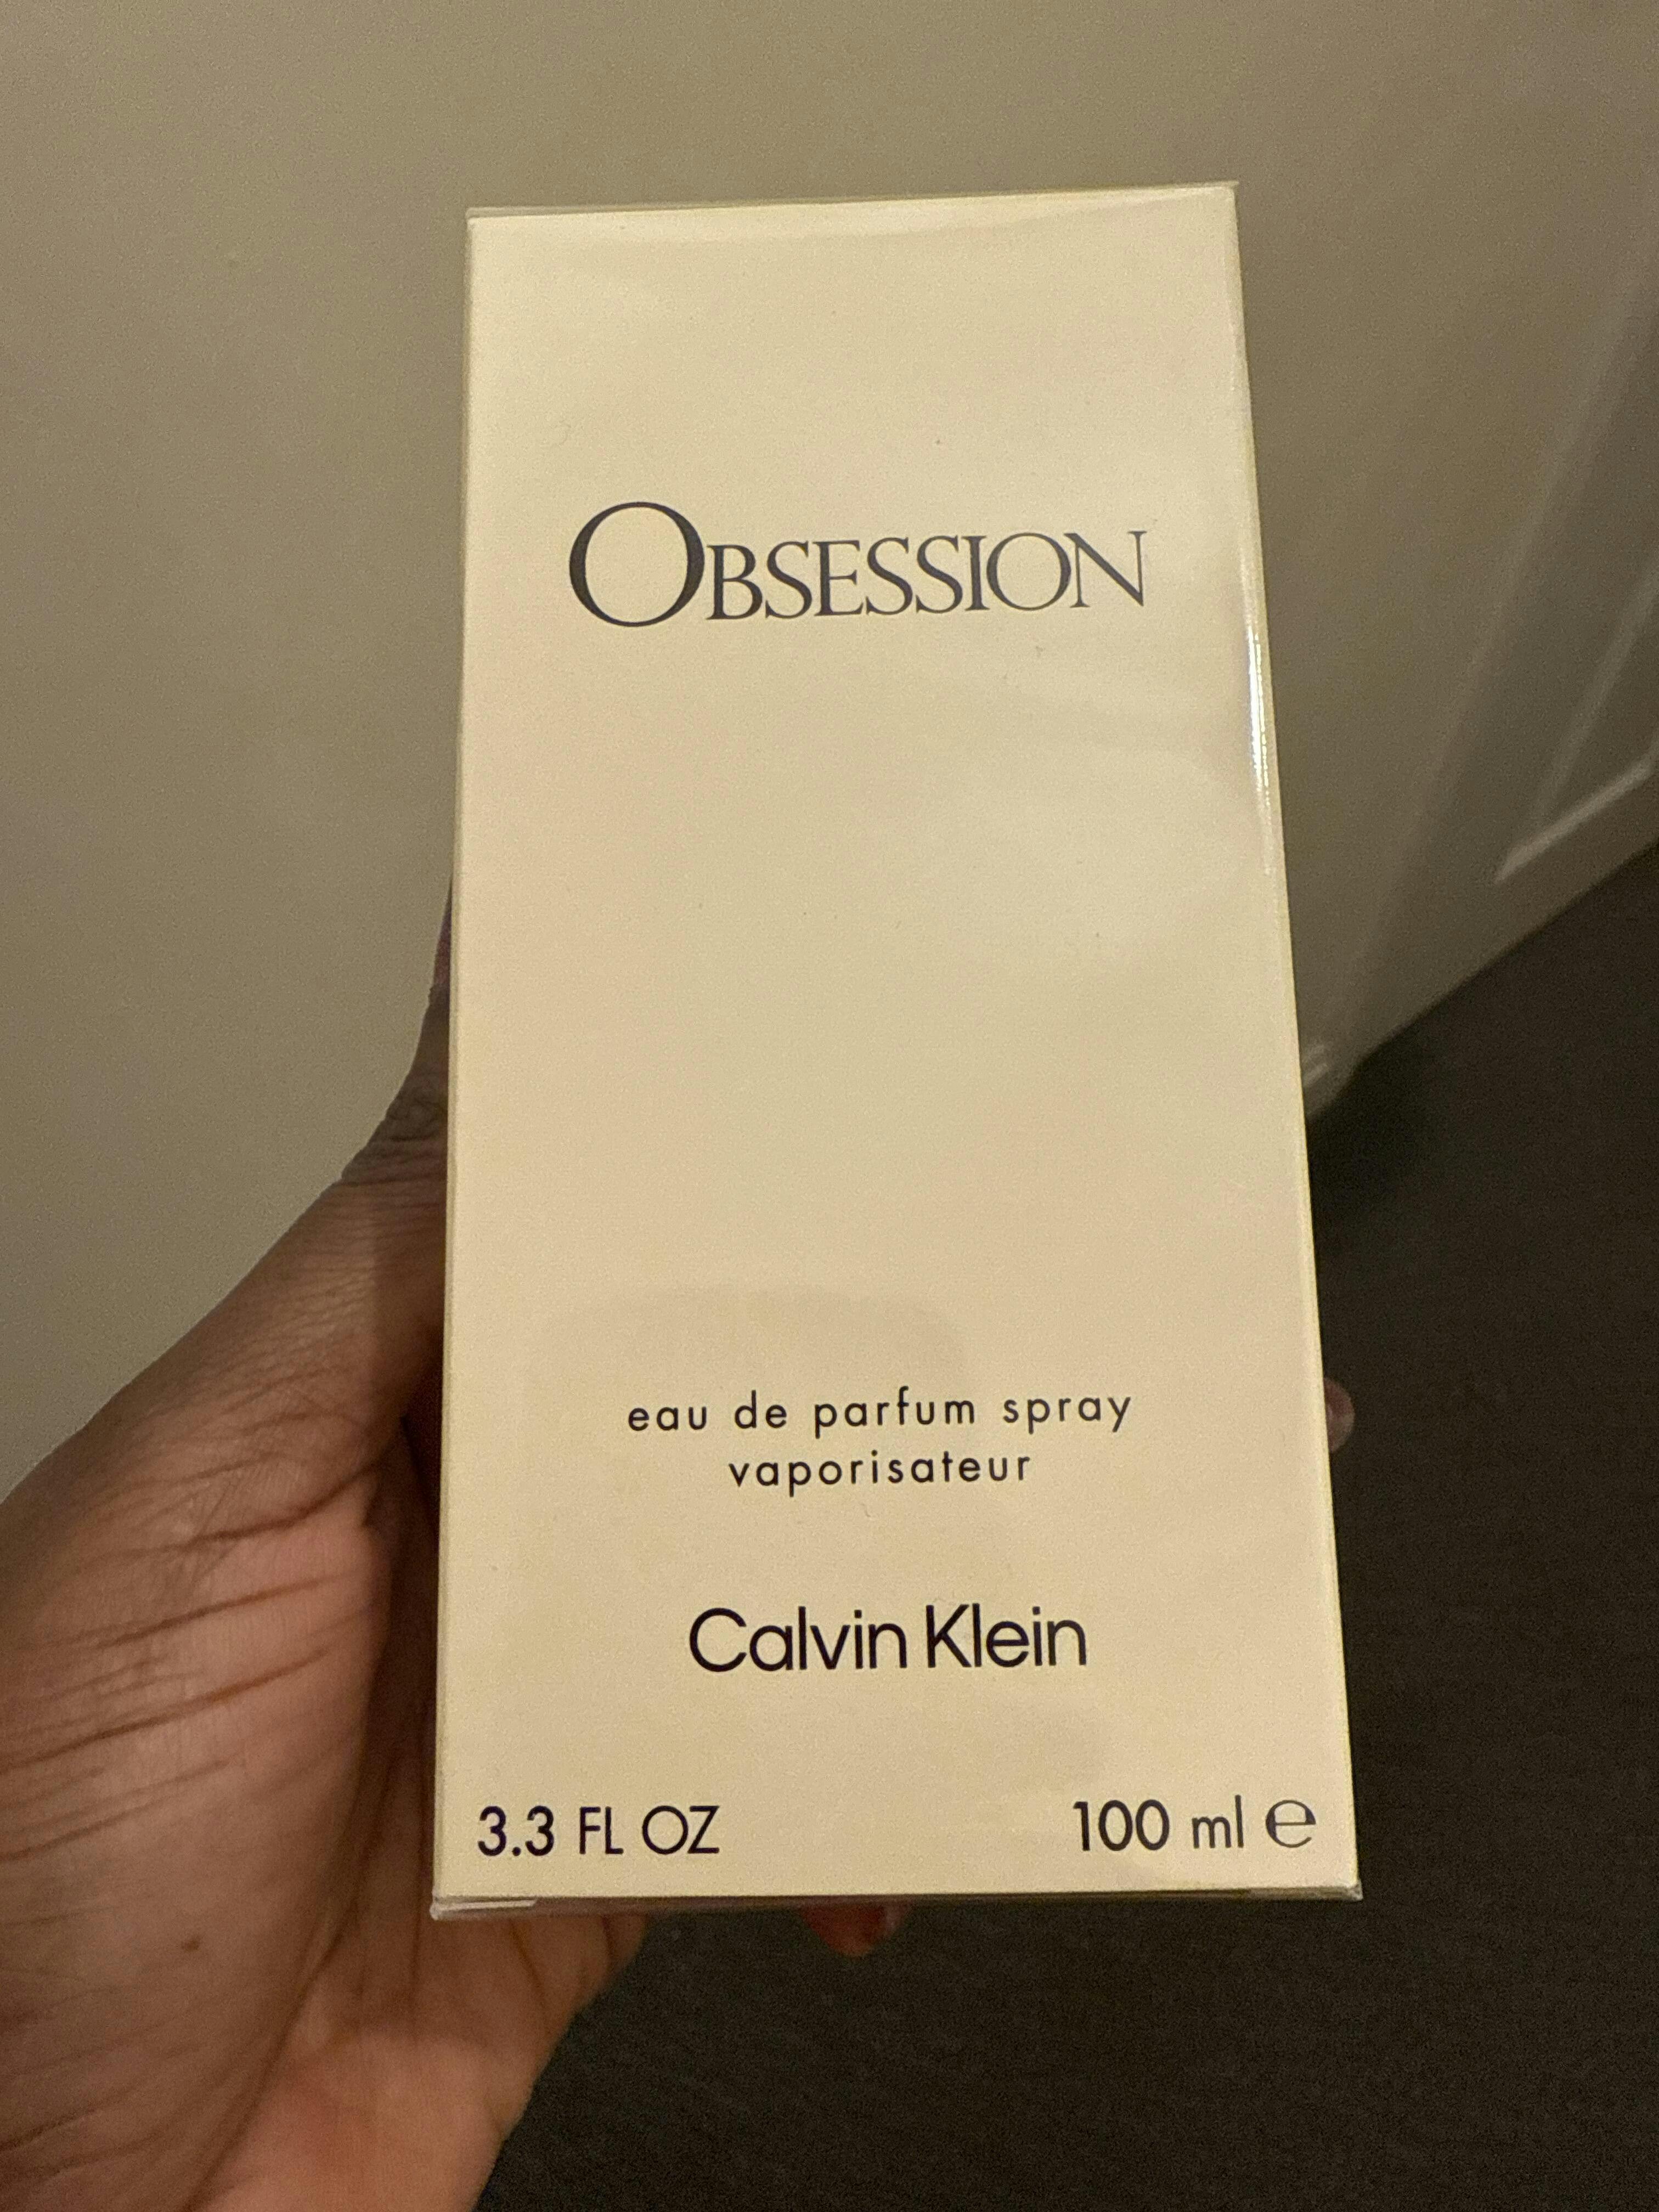 OBSESSION
eau de parfum spray
vaporisateur
Calvin Klein
3.3 FL OZ 100 ml ℮